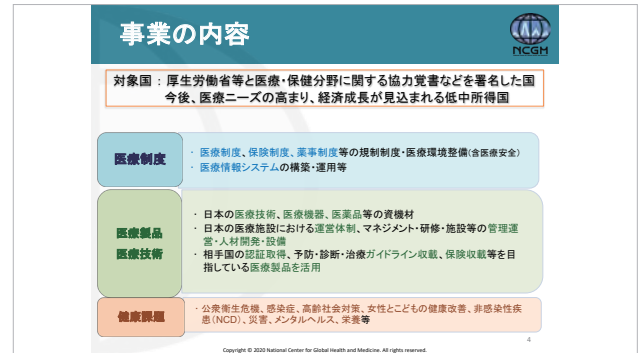 事業の内容
NCGM
対象国：厚生労働省等と医療・保健分野に関する協力覚書などを署名した国
今後、医療ニーズの高まり、経済成長が見込まれる低中所得国
医療制度
・ 医療制度、保険制度、薬事制度等の規制制度・医療環境整備(含医療安全)
・ 医療情報システムの構築・運用等
医療製品
医療技術
・ 日本の医療技術、医療機器、医薬品等の資機材
・ 日本の医療施設における運営体制、マネジメント・研修・施設等の管理運
営・人材開発・設備
・ 相手国の認証取得、予防・診断・治療ガイドライン収載、保険収載等を目
指している医療製品を活用
健康課題
・公衆衛生危機、感染症、高齢社会対策、女性とこどもの健康改善、非感染性疾
患(NCD)、災害、メンタルヘルス、栄養等
4
Copyright © 2020 National Center for Global Health and Medicine. All rights reserved.